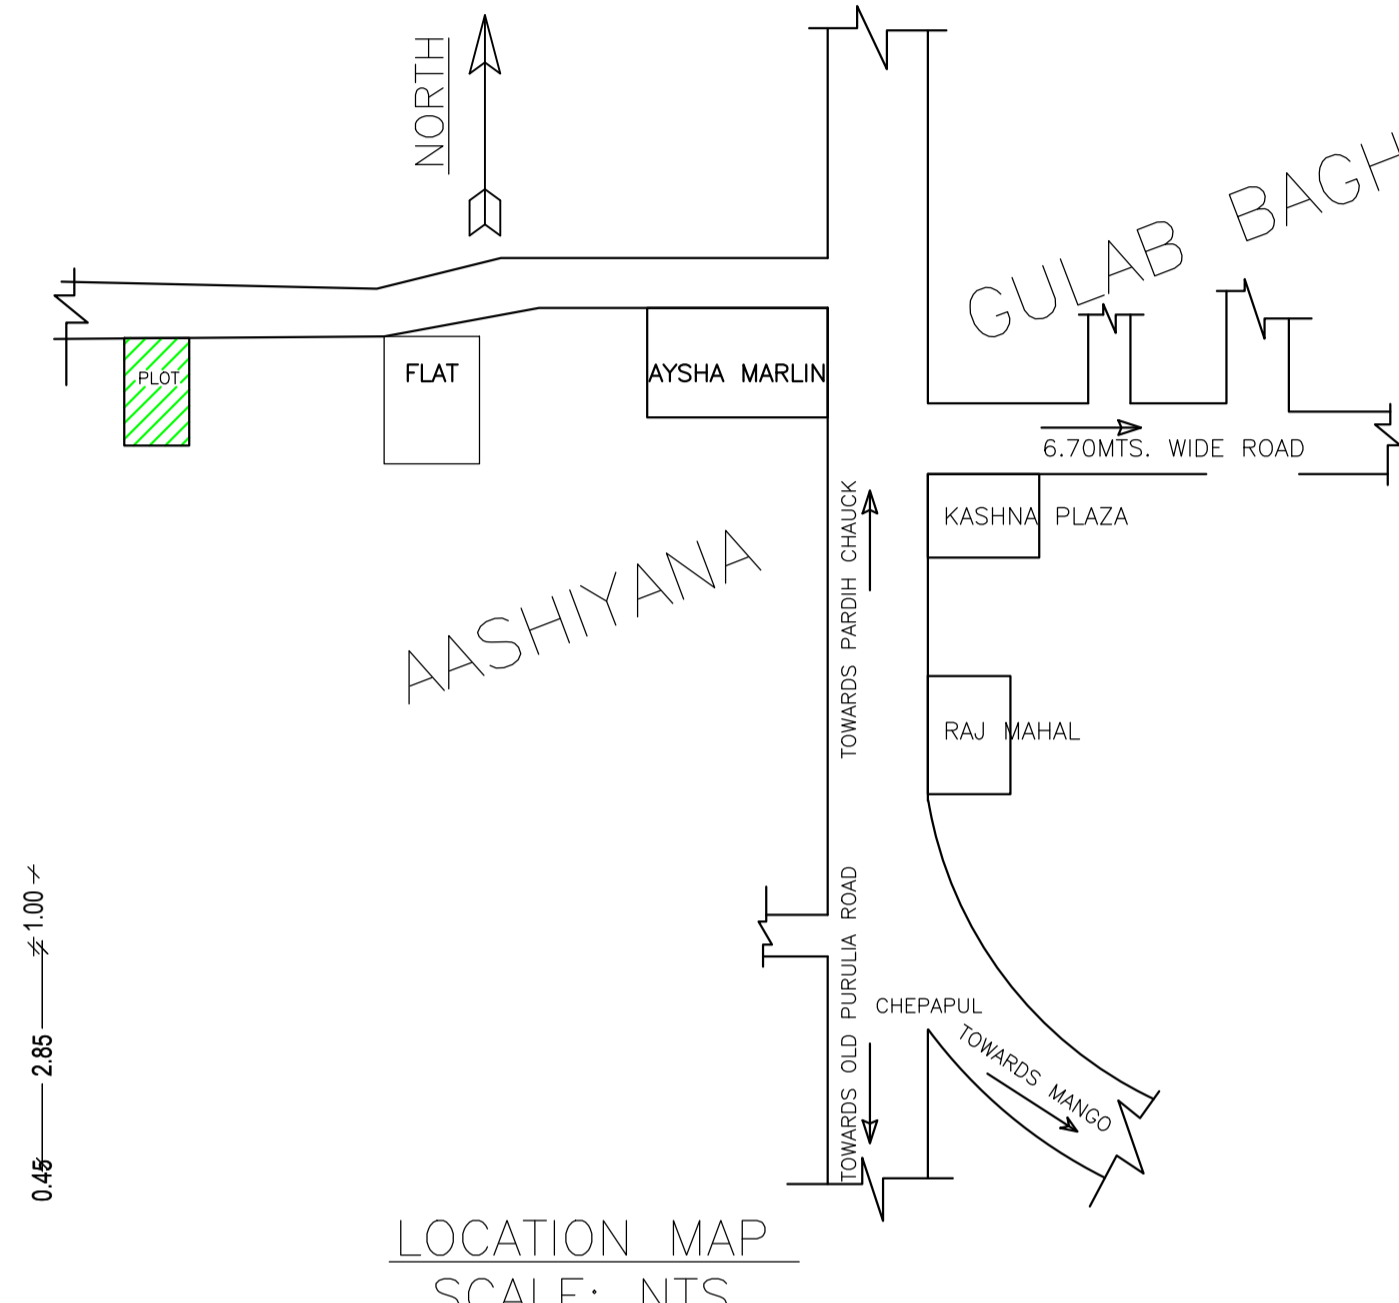 NORTH
GULAB BAGH
PLOT
FLAT
AYSHA MARLIN
6.70MTS. WIDE ROAD
KASHNA PLAZA
TOWARDS PARDIH CHAUCK
AASHIYANA
RAJ MAHAL
1.00
2.85
0.45
TOWARDS OLD PURULIA ROAD
CHEPAPUL
TOWARDS MANGO
LOCATION MAP
SCALE: NTS